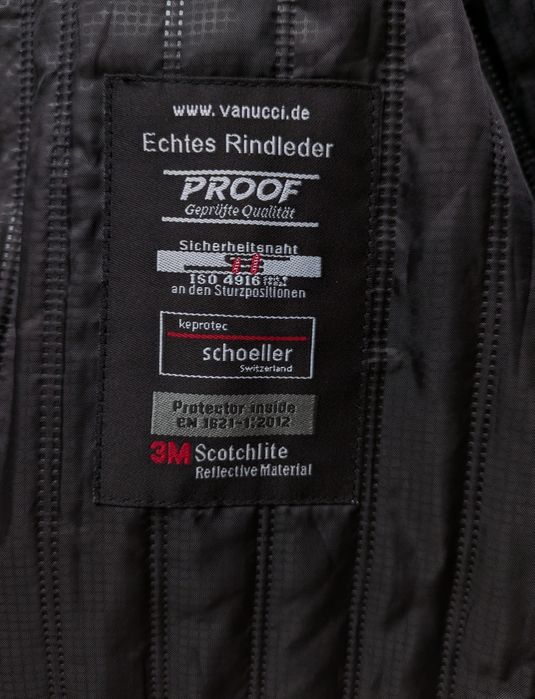 www.vanucci.de
Echtes Rindleder
PROOF
Geprüfte Qualität
Sicherheitsnaht
ISO 4916
an den Sturzpositionen
keprotec
schoeller
Switzerland
Protector inside
EN 1621-1:2012
3M Scotchlite
Reflective Material